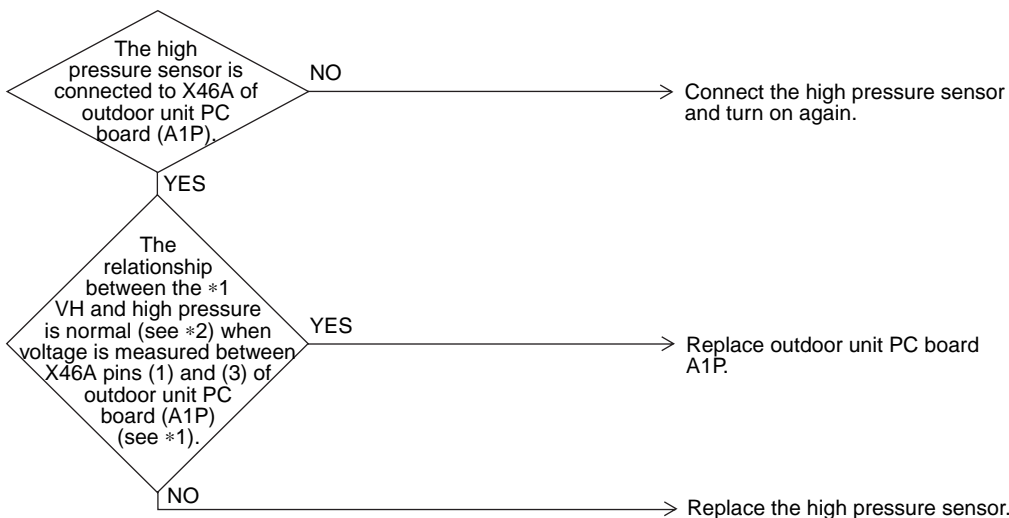 The high
pressure sensor is
connected to X46A of
outdoor unit PC
board (A1P).
NO
Connect the high pressure sensor
and turn on again.
YES
The
relationship
between the *1
VH and high pressure
is normal (see *2) when
voltage is measured between
X46A pins (1) and (3) of
outdoor unit PC
board (A1P)
(see *1).
YES
Replace outdoor unit PC board
A1P.
NO
Replace the high pressure sensor.